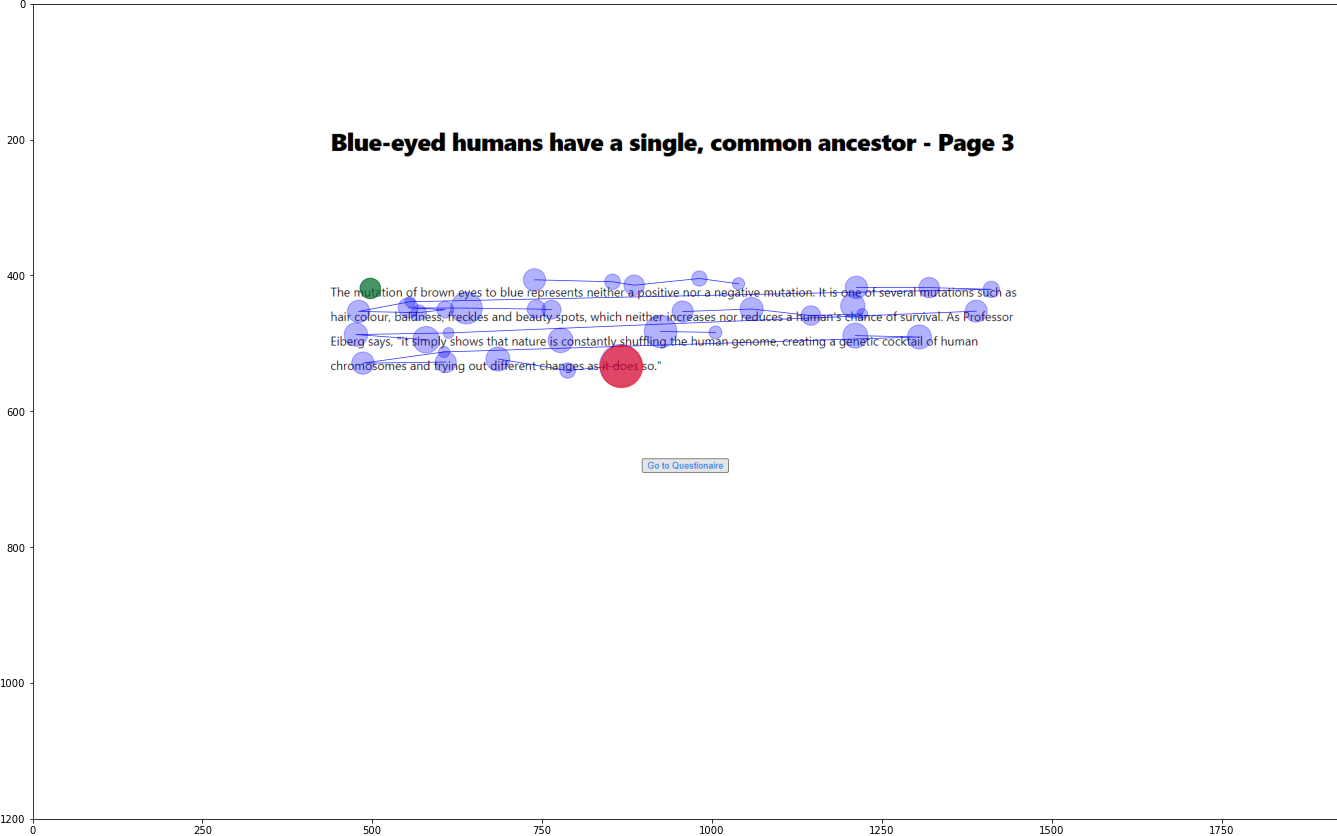 0
200
Blue-eyed humans have a single, common ancestor - Page 3
400
The mutation of brown eyes to blue represents neither a positive nor a negative mutation. It is one of several mutations such as
hair colour, baldness, freckles and beauty spots, which neither increases nor reduces a human's chance of survival. As Professor
Eiberg says, "it simply shows that nature is constantly shuffling the human genome, creating a genetic cocktail of human
chromosomes and trying out different changes as it does so."
600
Go to Questionaire
800
1000
1200
0 250 500 750 1000 1250 1500 1750